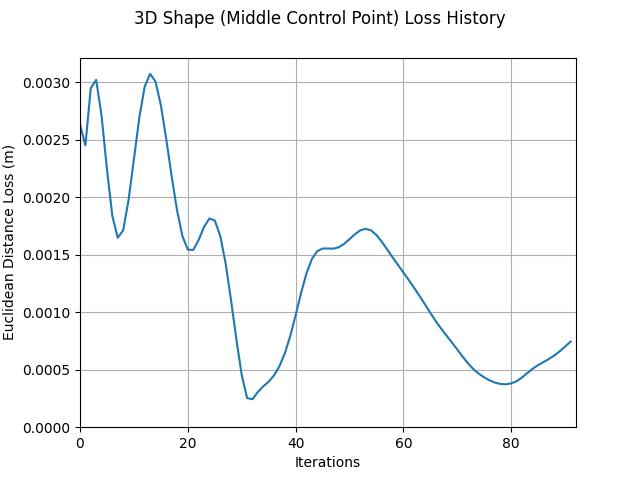 3D Shape (Middle Control Point) Loss History
Euclidean Distance Loss (m)
0.0030
0.0025
0.0020
0.0015
0.0010
0.0005
0.0000
0 20 40 60 80
Iterations